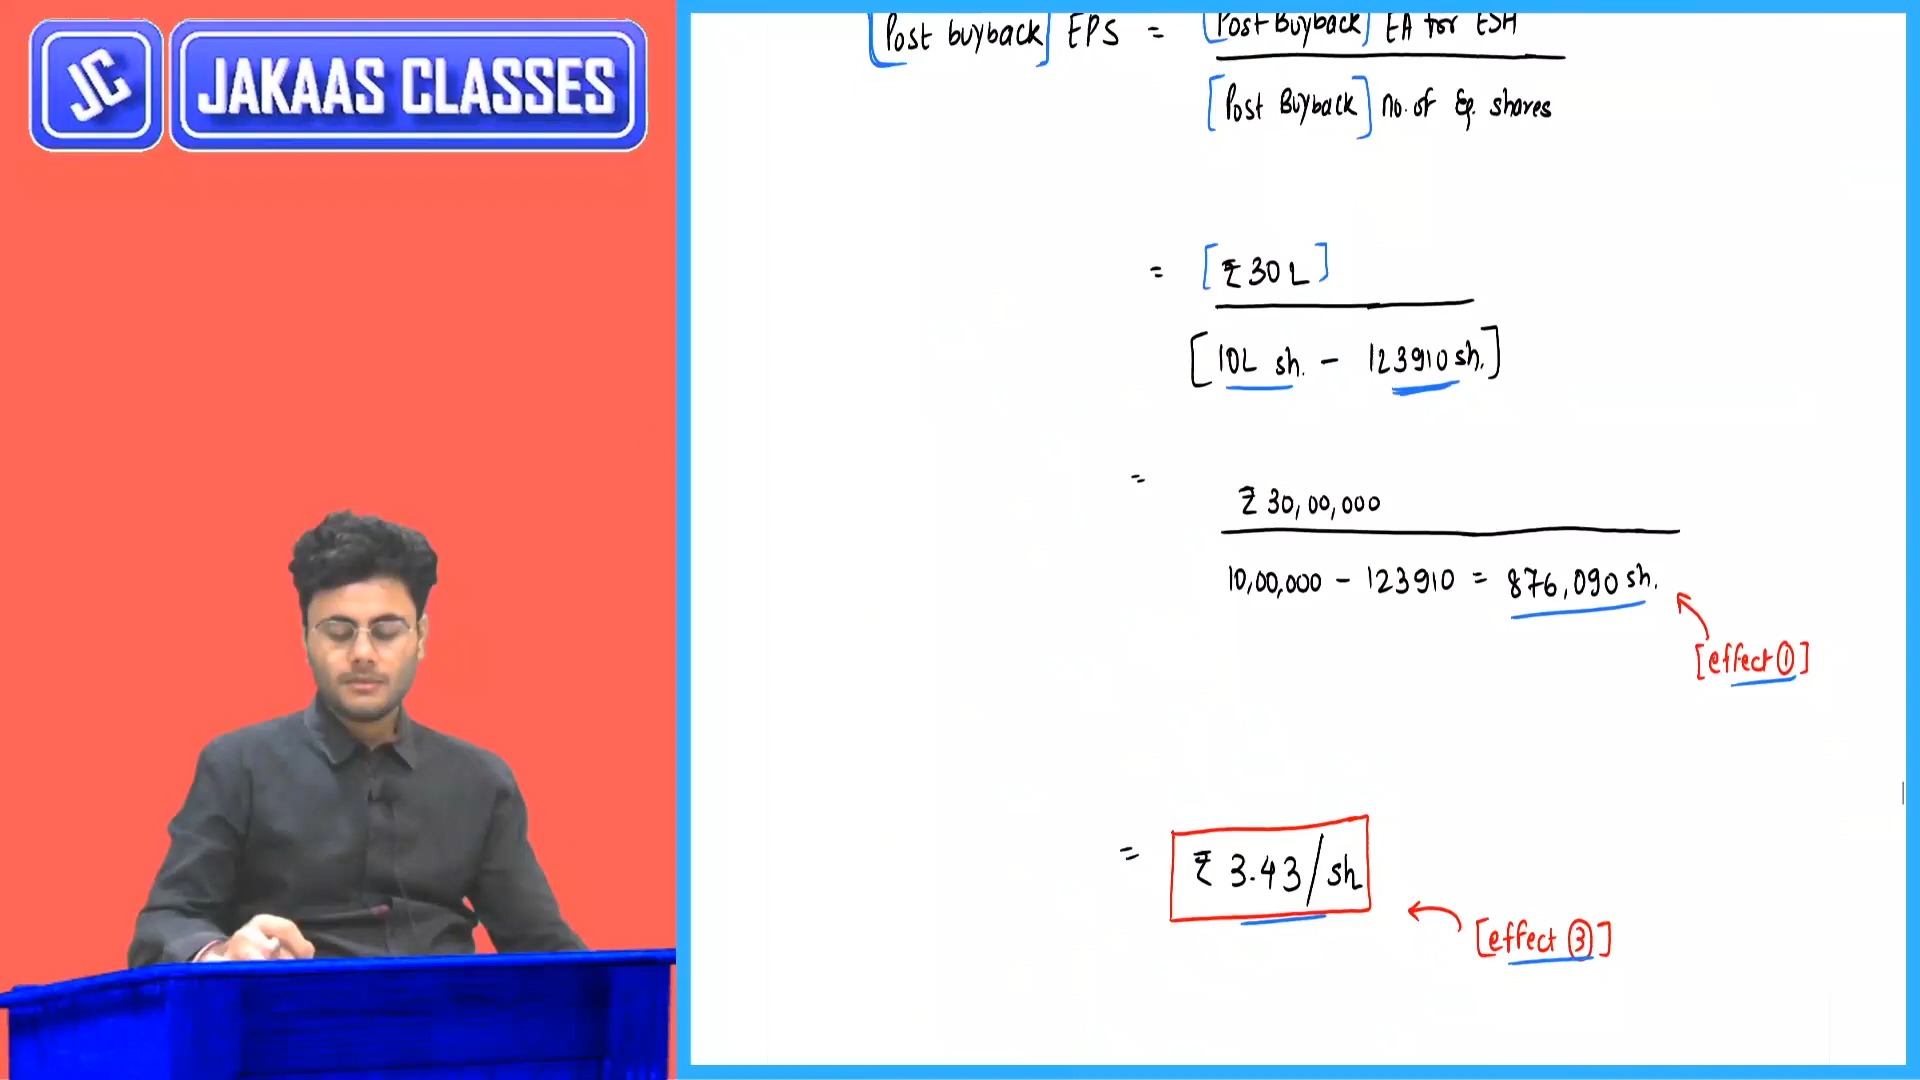 JC JAKAAS CLASSES
[Post buyback] EPS = [Post Buyback] EA for ESH
[Post Buyback] no. of Eq. shares
= [₹ 30 L]
[10L sh. - 123910 sh.]
=
₹ 30,00,000
10,00,000 - 123910 = 876,090 sh.
[effect ①]
= ₹ 3.43/sh
[effect ③]